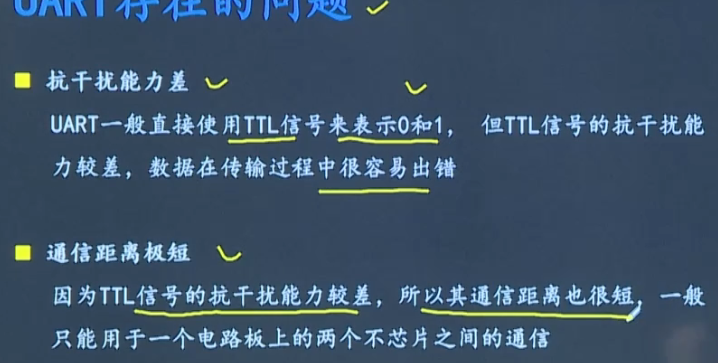 UART存在的问题
抗干扰能力差
UART一般直接使用TTL信号来表示0和1， 但TTL信号的抗干扰能
力较差，数据在传输过程中很容易出错
通信距离极短
因为TTL信号的抗干扰能力较差，所以其通信距离也很短，一般
只能用于一个电路板上的两个不芯片之间的通信